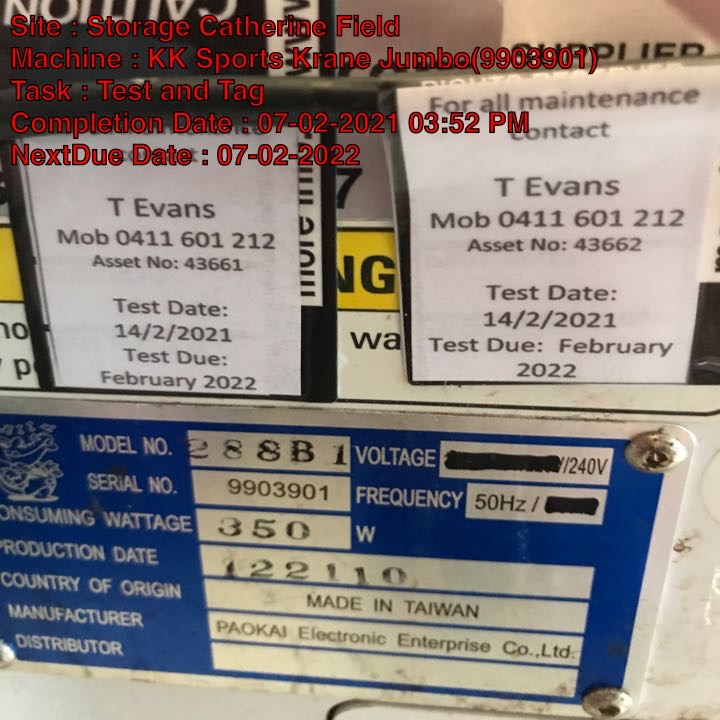 CAUTION
Site : Storage Catherine Field
Machine : KK Sports Krane Jumbo(9903901)
Task : Test and Tag
Completion Date : 07-02-2021 03:52 PM
NextDue Date : 07-02-2022
SUPPLIER
For all maintenance
contact
T Evans
Mob 0411 601 212
Asset No: 43661
Test Date:
14/2/2021
Test Due:
February 2022
more
7
NG
wa
T Evans
Mob 0411 601 212
Asset No: 43662
Test Date:
14/2/2021
Test Due: February
2022
MODEL NO. 288B1
VOLTAGE /240V
SERIAL NO. 9903901
FREQUENCY 50Hz /
ONSUMING WATTAGE 350 W
PRODUCTION DATE 122110
COUNTRY OF ORIGIN MADE IN TAIWAN
MANUFACTURER PAOKAI Electronic Enterprise Co.,Ltd.
DISTRIBUTOR